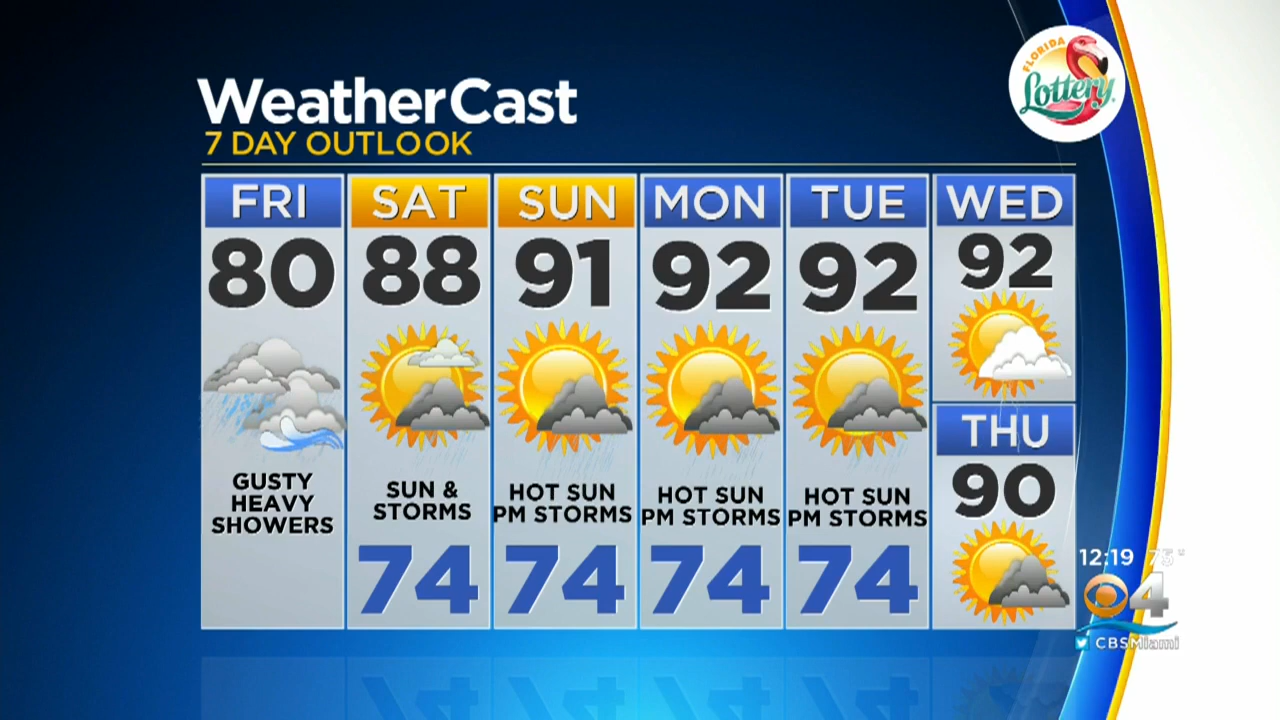 WeatherCast
7 DAY OUTLOOK
FLORIDA
Lottery
FRI
80
GUSTY
HEAVY
SHOWERS
SAT
88
SUN &
STORMS
74
SUN
91
HOT SUN
PM STORMS
74
MON
92
HOT SUN
PM STORMS
74
TUE
92
HOT SUN
PM STORMS
74
WED
92
THU
90
12:19 75°
4
CBSMiami